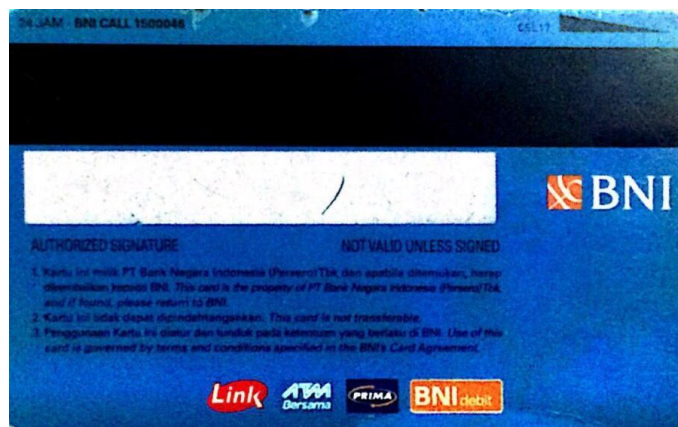 24 JAM - BNI CALL 1500046
CSL17
BNI
AUTHORIZED SIGNATURE NOT VALID UNLESS SIGNED
1. Kartu ini milik PT Bank Negara Indonesia (Persero) Tbk dan apabila ditemukan, harap
dikembalikan kepada BNI. This card is the property of PT Bank Negara Indonesia (Persero) Tbk,
and if found, please return to BNI.
2. Kartu ini tidak dapat dipindahtangankan. This card is not transferable.
3. Penggunaan Kartu ini diatur dan tunduk pada ketentuan yang berlaku di BNI. Use of this
card is governed by terms and conditions specified in the BNI's Card Agreement.
Link
ATM
Bersama
PRIMA
BNI debit